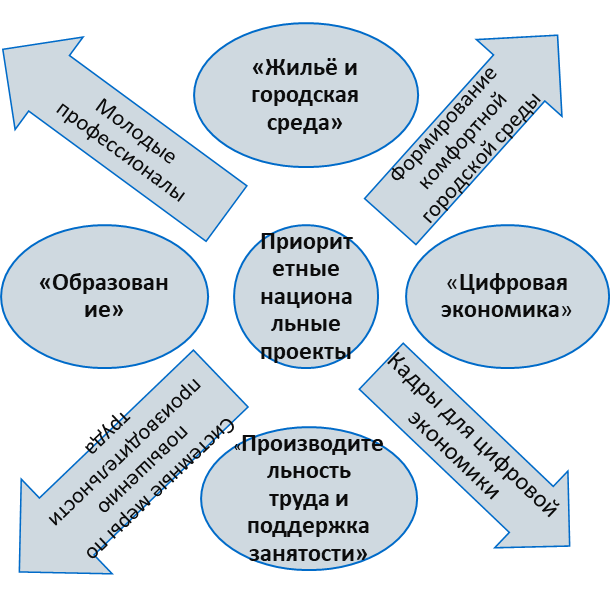 «Жильё и
городская
среда»
Молодые
профессионалы
Формирование
комфортной
городской среды
Приорит
етные
национа
льные
проекты
«Образован
ие»
«Цифровая
экономика»
Системные меры по
повышению
производительности
труда
Кадры для цифровой
экономики
«Производите
льность
труда и
поддержка
занятости»